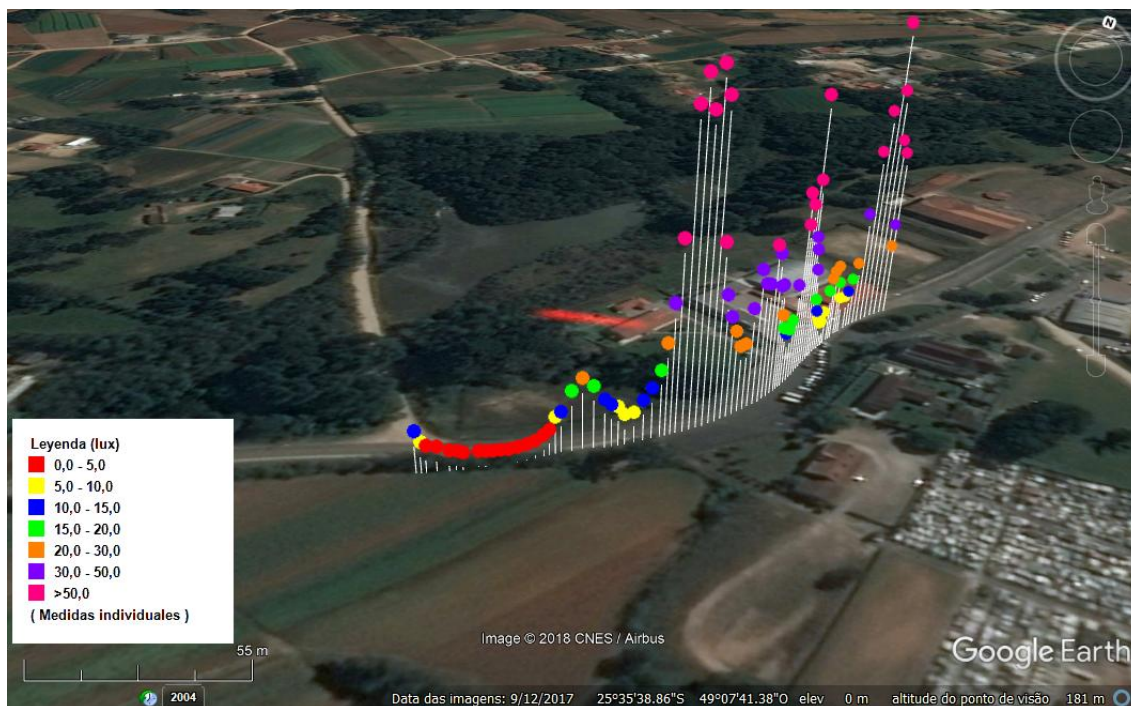 N
Leyenda (lux)
0,0 - 5,0
5,0 - 10,0
10,0 - 15,0
15,0 - 20,0
20,0 - 30,0
30,0 - 50,0
>50,0
( Medidas individuales )
Image © 2018 CNES / Airbus
55 m
Google Earth
2004
Data das imagens: 9/12/2017 25°35'38.86"S 49°07'41.38"O elev 0 m altitude do ponto de visão 181 m